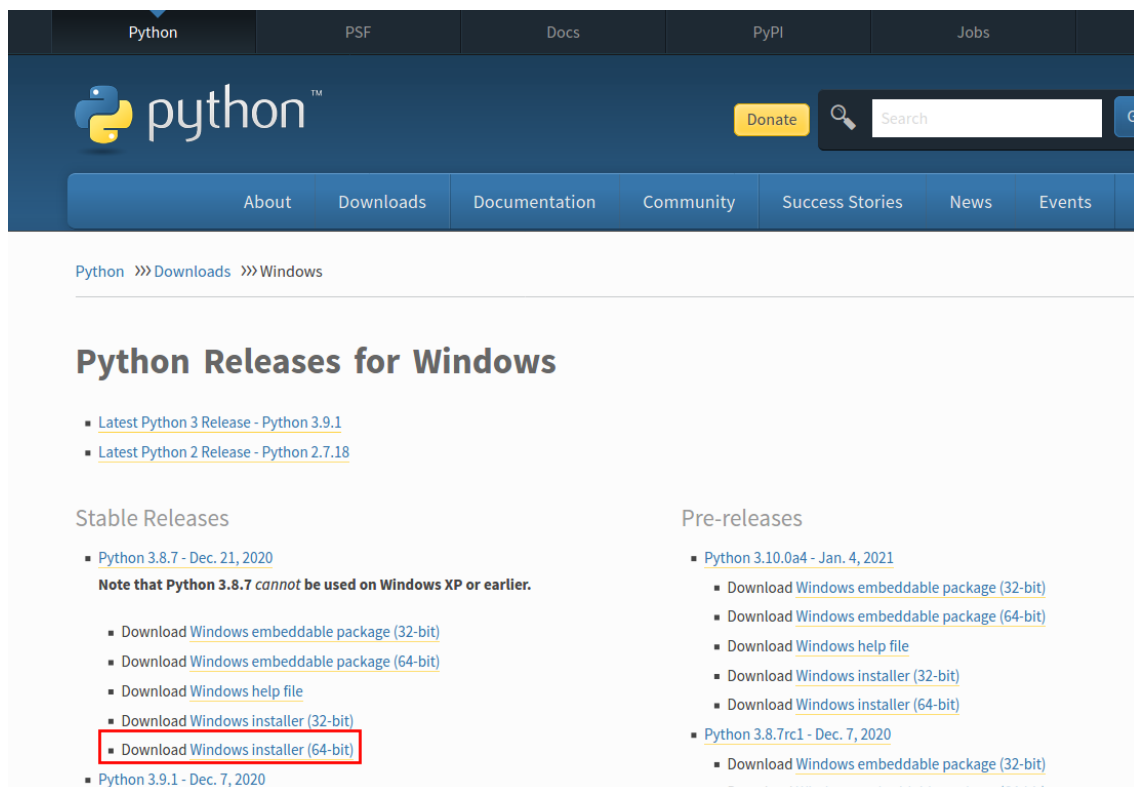 Python PSF Docs PyPI Jobs
python™
Donate Search
About Downloads Documentation Community Success Stories News Events
Python >>> Downloads >>> Windows
Python Releases for Windows
Latest Python 3 Release - Python 3.9.1
Latest Python 2 Release - Python 2.7.18
Stable Releases
Python 3.8.7 - Dec. 21, 2020
Note that Python 3.8.7 cannot be used on Windows XP or earlier.
Download Windows embeddable package (32-bit)
Download Windows embeddable package (64-bit)
Download Windows help file
Download Windows installer (32-bit)
Download Windows installer (64-bit)
Python 3.9.1 - Dec. 7, 2020
Pre-releases
Python 3.10.0a4 - Jan. 4, 2021
Download Windows embeddable package (32-bit)
Download Windows embeddable package (64-bit)
Download Windows help file
Download Windows installer (32-bit)
Download Windows installer (64-bit)
Python 3.8.7rc1 - Dec. 7, 2020
Download Windows embeddable package (32-bit)